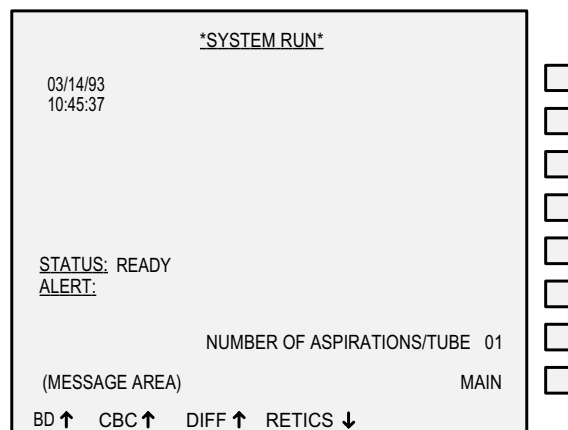 *SYSTEM RUN*
03/14/93
10:45:37
STATUS: READY
ALERT:
NUMBER OF ASPIRATIONS/TUBE 01
(MESSAGE AREA) MAIN
BD ↑ CBC ↑ DIFF ↑ RETICS ↓